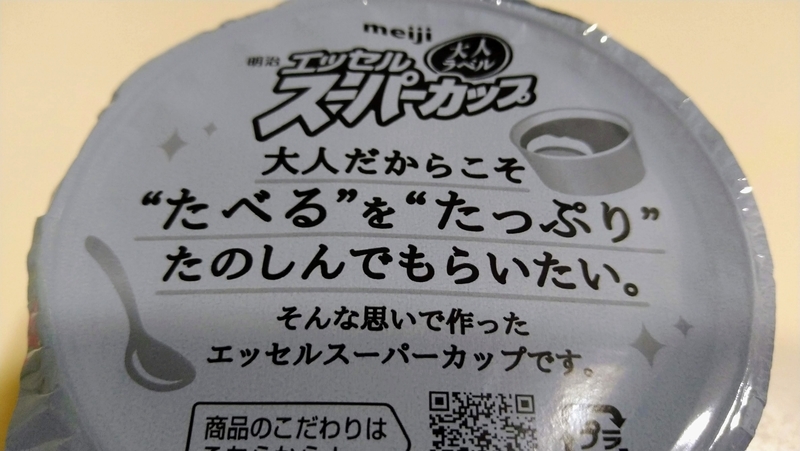 meiji
明治 エッセル
スーパーカップ
大人
ラベル
大人だからこそ
“たべる”を“たっぷり”
たのしんでもらいたい。
そんな思いで作った
エッセルスーパーカップです。
商品のこだわりは
プラ